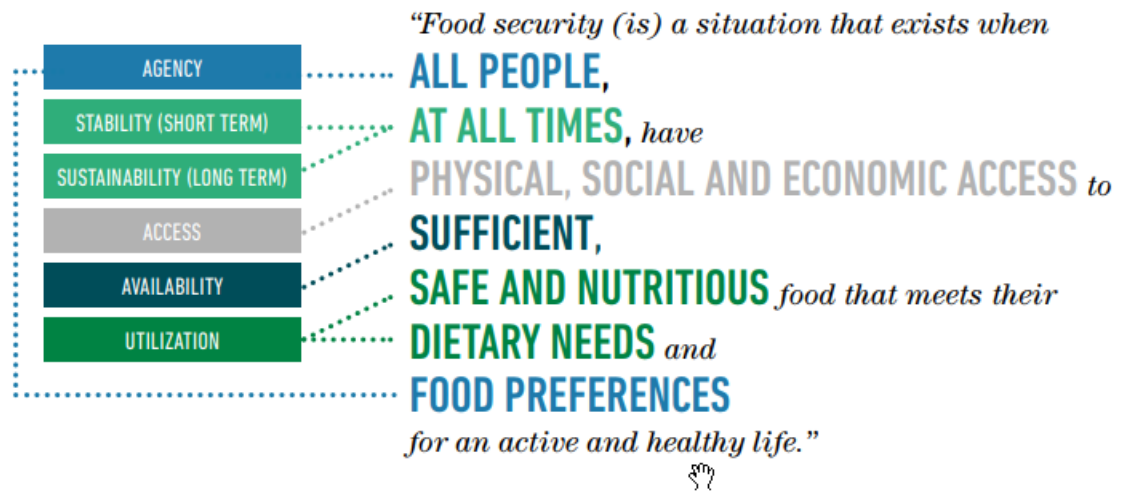 “Food security (is) a situation that exists when
AGENCY
ALL PEOPLE,
STABILITY (SHORT TERM)
AT ALL TIMES, have
SUSTAINABILITY (LONG TERM)
PHYSICAL, SOCIAL AND ECONOMIC ACCESS to
ACCESS
SUFFICIENT,
AVAILABILITY
SAFE AND NUTRITIOUS food that meets their
UTILIZATION
DIETARY NEEDS and
FOOD PREFERENCES
for an active and healthy life.”